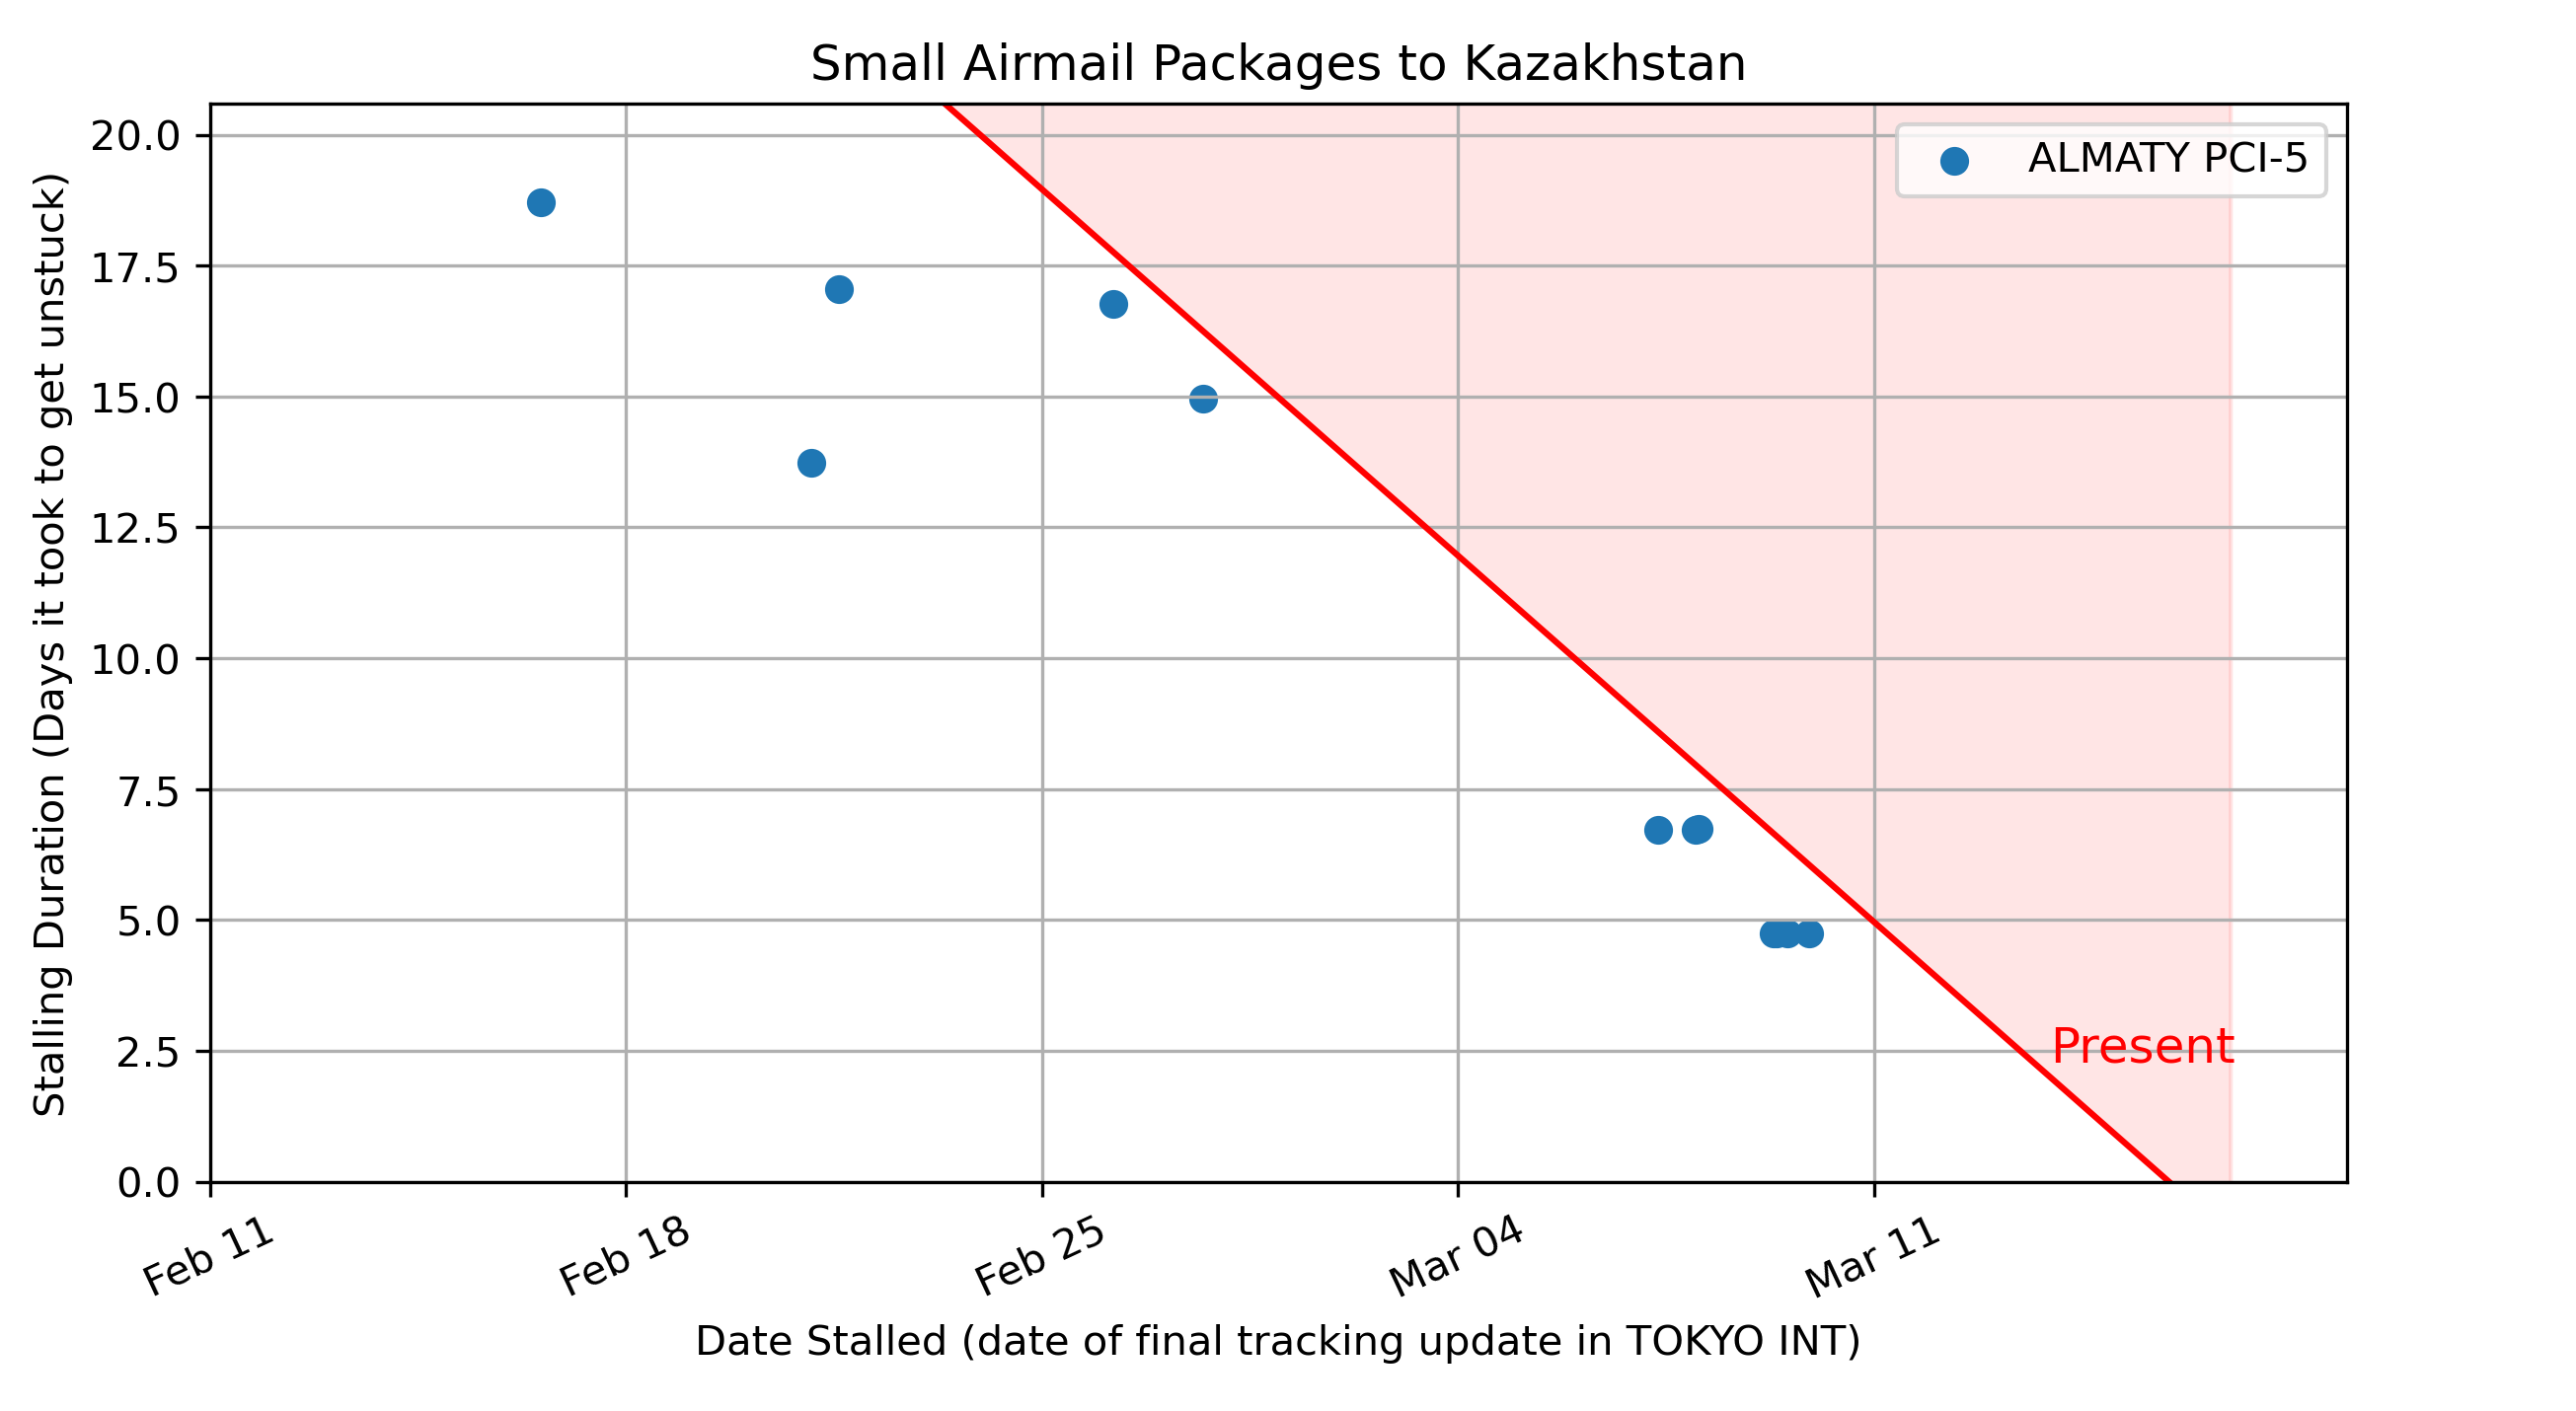 Small Airmail Packages to Kazakhstan
ALMATY PCI-5
Stalling Duration (Days it took to get unstuck)
20.0
17.5
15.0
12.5
10.0
7.5
5.0
2.5
0.0
Present
Feb 11
Feb 18
Feb 25
Mar 04
Mar 11
Date Stalled (date of final tracking update in TOKYO INT)